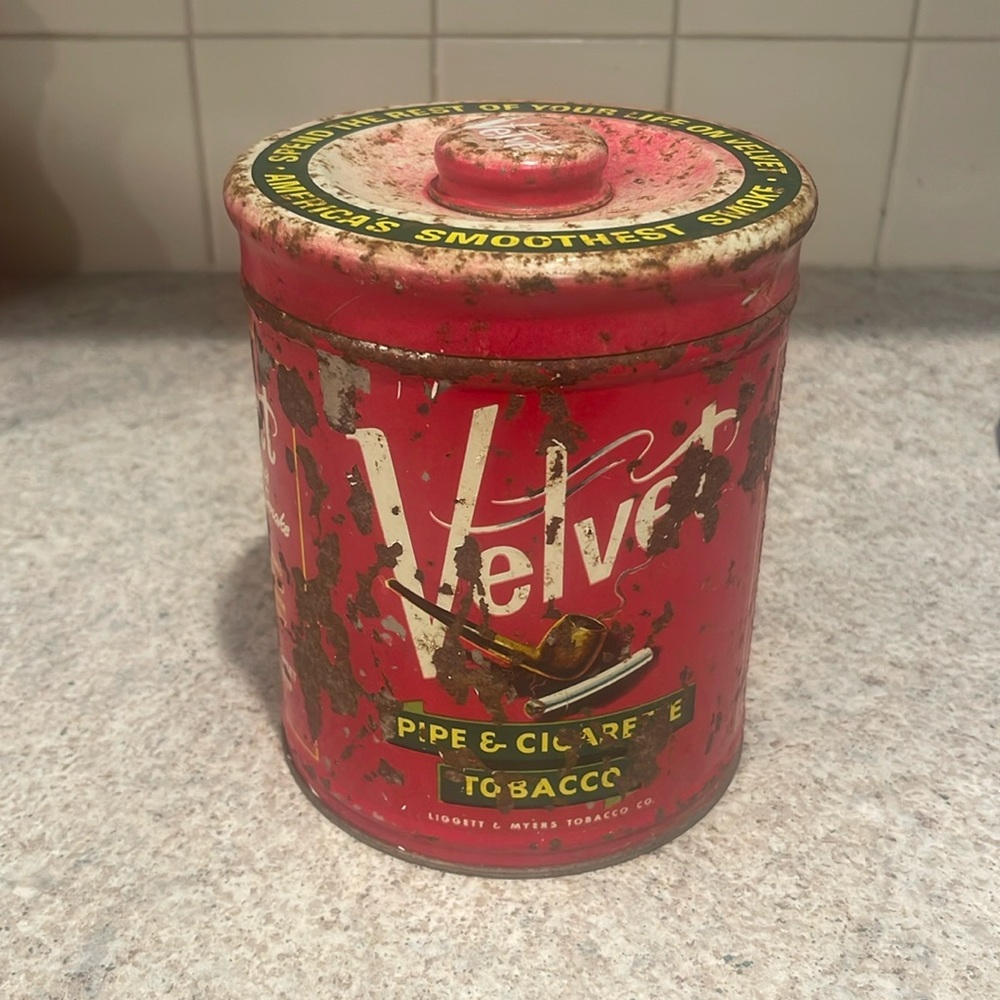 · SPEND THE REST OF YOUR LIFE ON VELVET ·
AMERICA'S SMOOTHEST SMOKE
Velvet
Velvet
PIPE & CIGARETTE
TOBACCO
LIGGETT & MYERS TOBACCO CO.